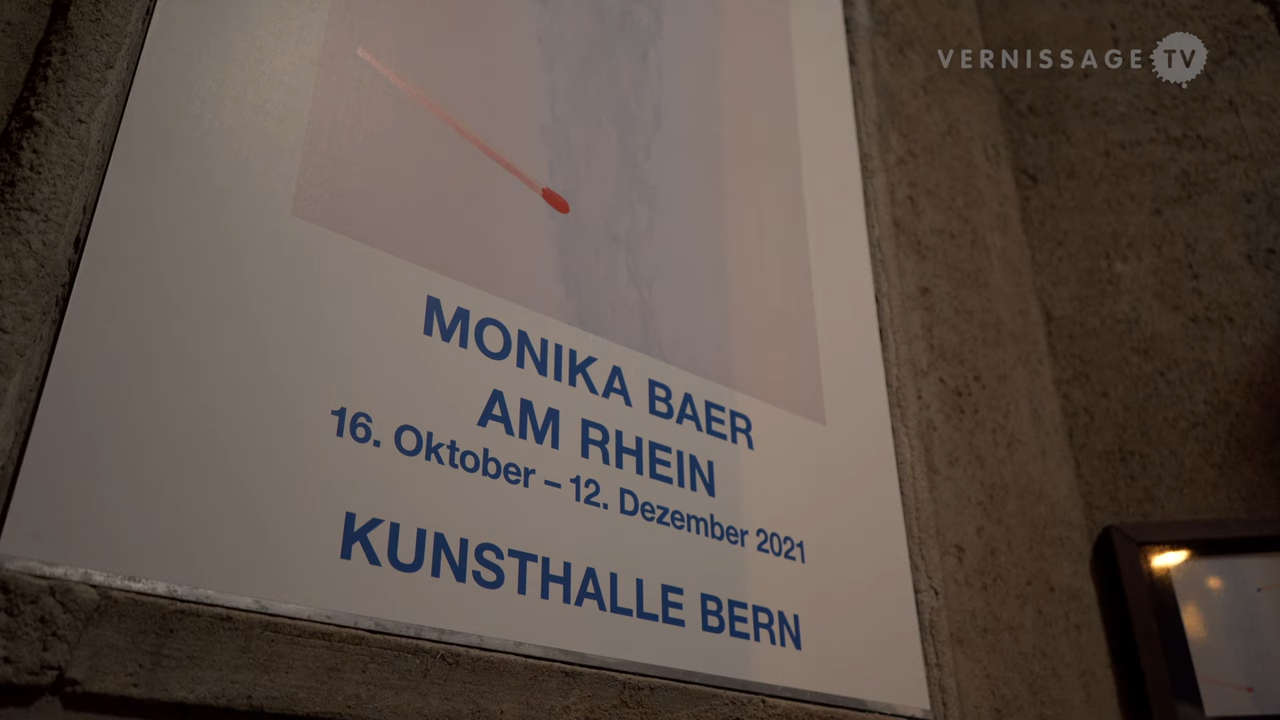 VERNISSAGE TV
MONIKA BAER
AM RHEIN
16. Oktober – 12. Dezember 2021
KUNSTHALLE BERN